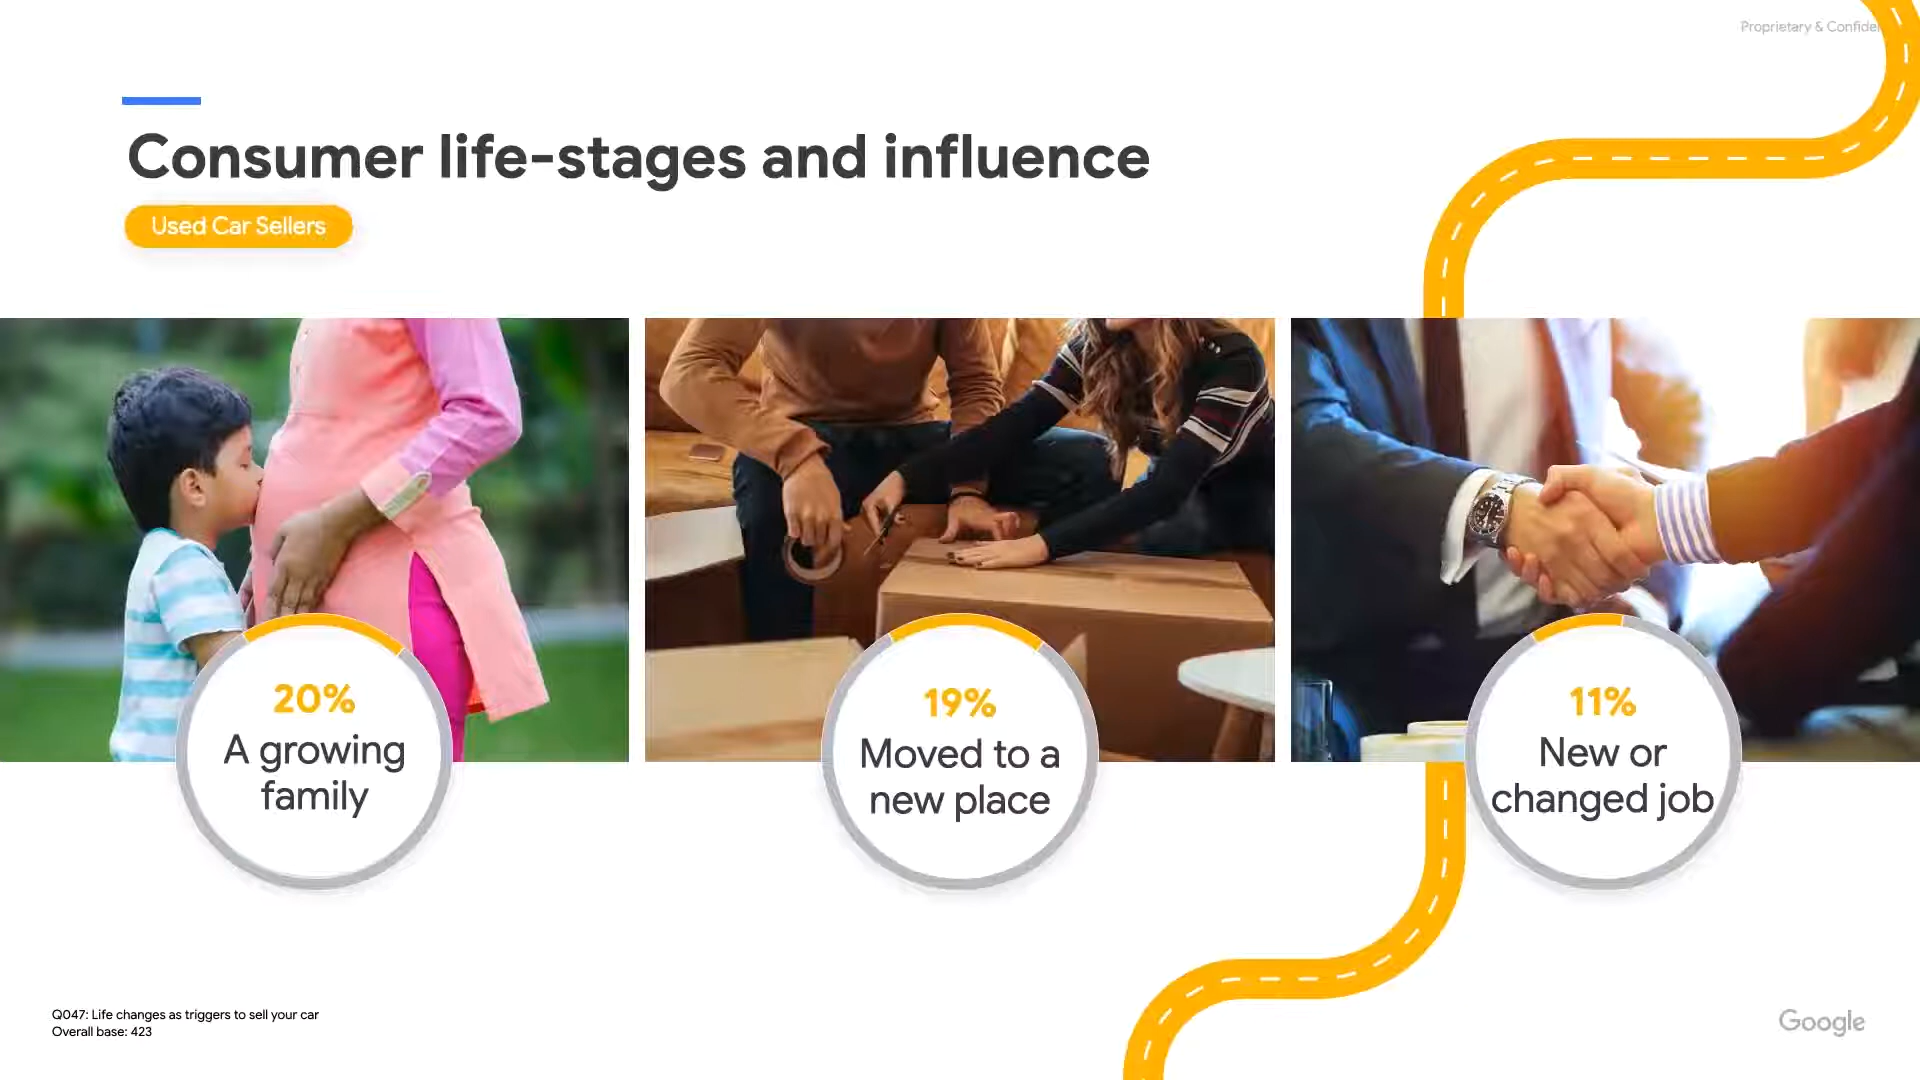 Proprietary & Confiden
Consumer life-stages and influence
Used Car Sellers
20%
A growing
family
19%
Moved to a
new place
11%
New or
changed job
Q047: Life changes as triggers to sell your car
Overall base: 423
Google